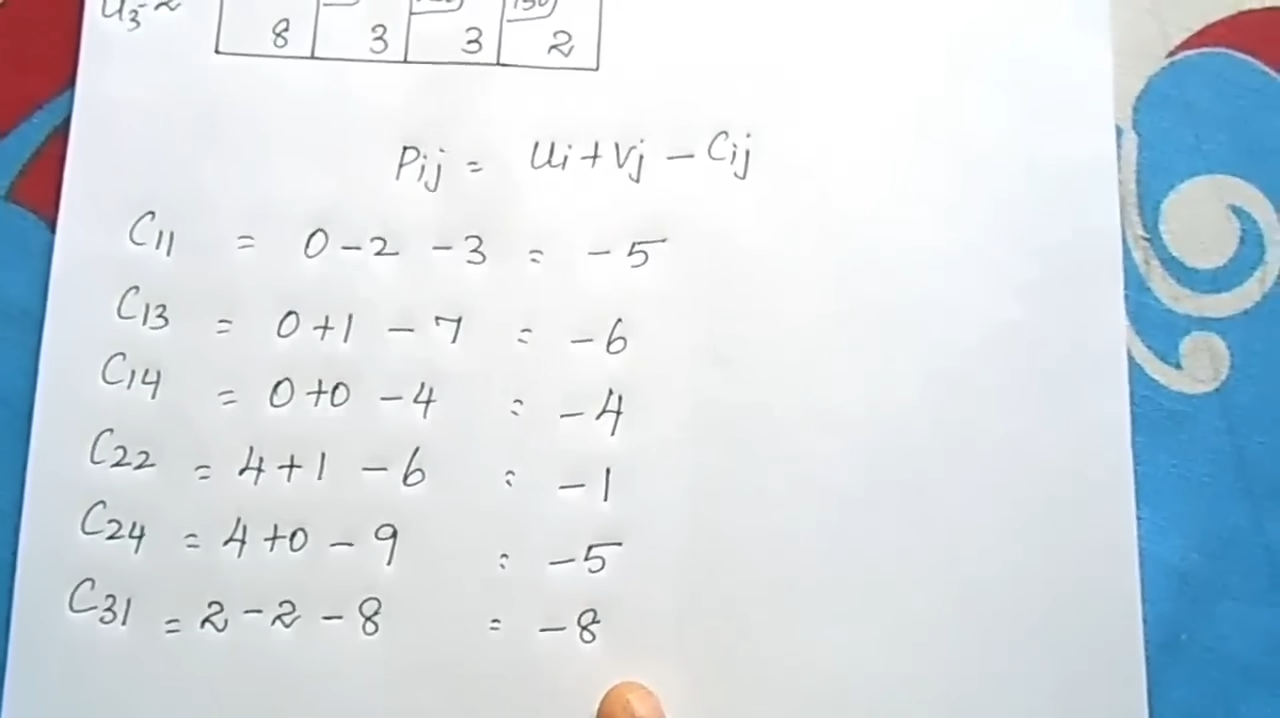 U3=2
8 3 3 2
Pij = Ui+Vj - Cij
C11 = 0-2 -3 = -5
C13 = 0+1 - 7 = -6
C14 = 0+0 -4 = -4
C22 = 4+1 -6 = -1
C24 = 4+0 - 9 = -5
C31 = 2-2-8 = -8